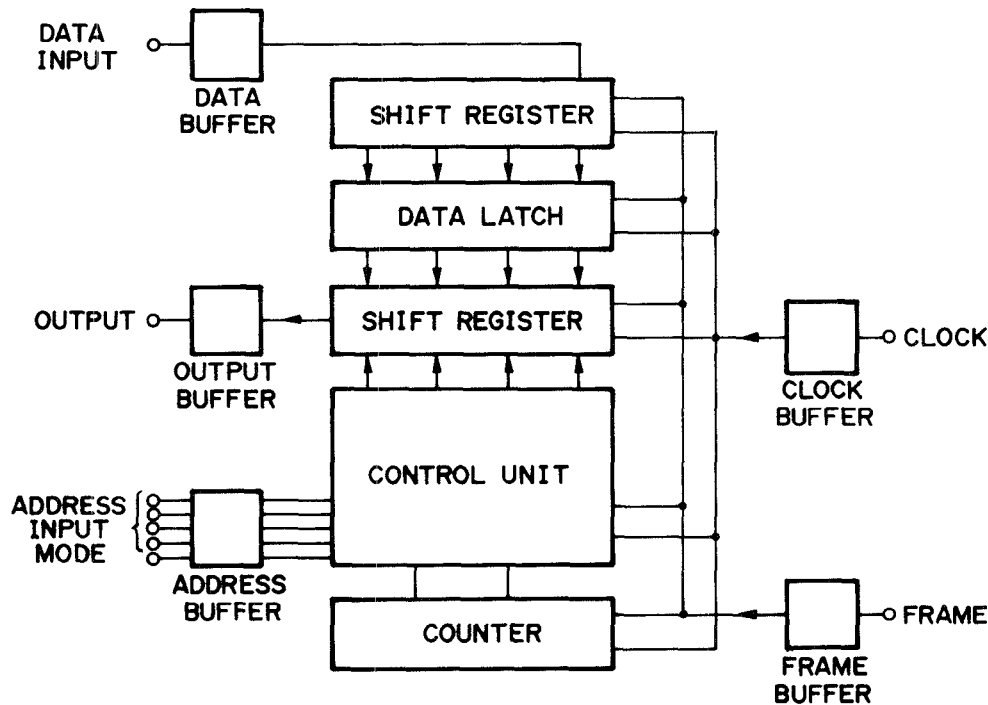 DATA
INPUT
DATA
BUFFER
SHIFT REGISTER
DATA LATCH
OUTPUT
OUTPUT
BUFFER
SHIFT REGISTER
CLOCK
CLOCK
BUFFER
CONTROL UNIT
ADDRESS
INPUT
MODE
ADDRESS
BUFFER
COUNTER
FRAME
FRAME
BUFFER